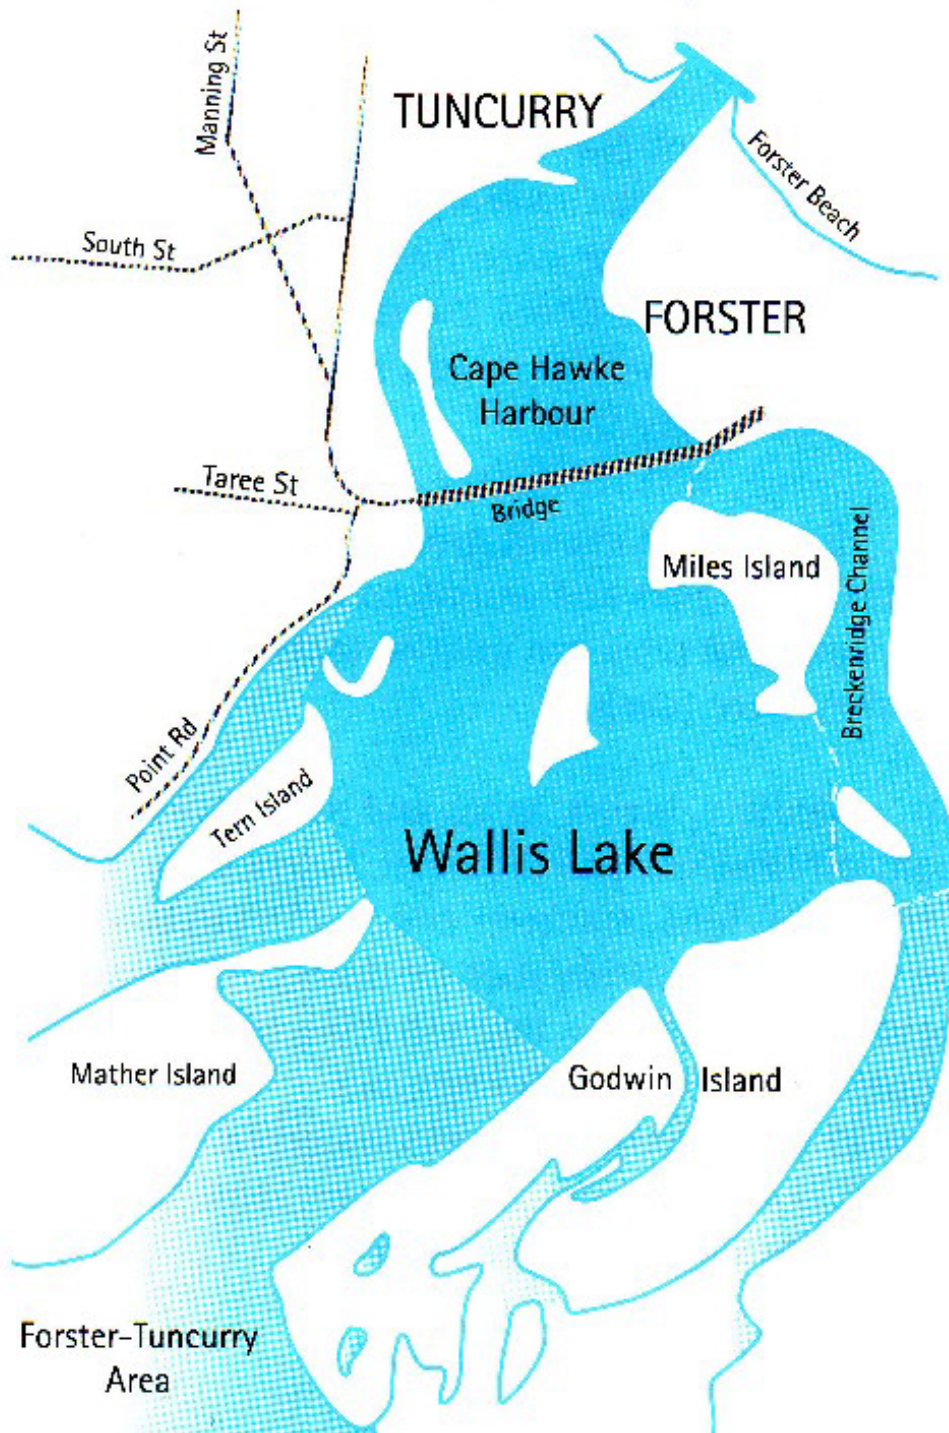 Manning St
TUNCURRY
Forster Beach
South St
FORSTER
Cape Hawke
Harbour
Taree St
Bridge
Miles Island
Breckenridge Channel
Point Rd
Tern Island
Wallis Lake
Mather Island
Godwin Island
Forster-Tuncurry
Area